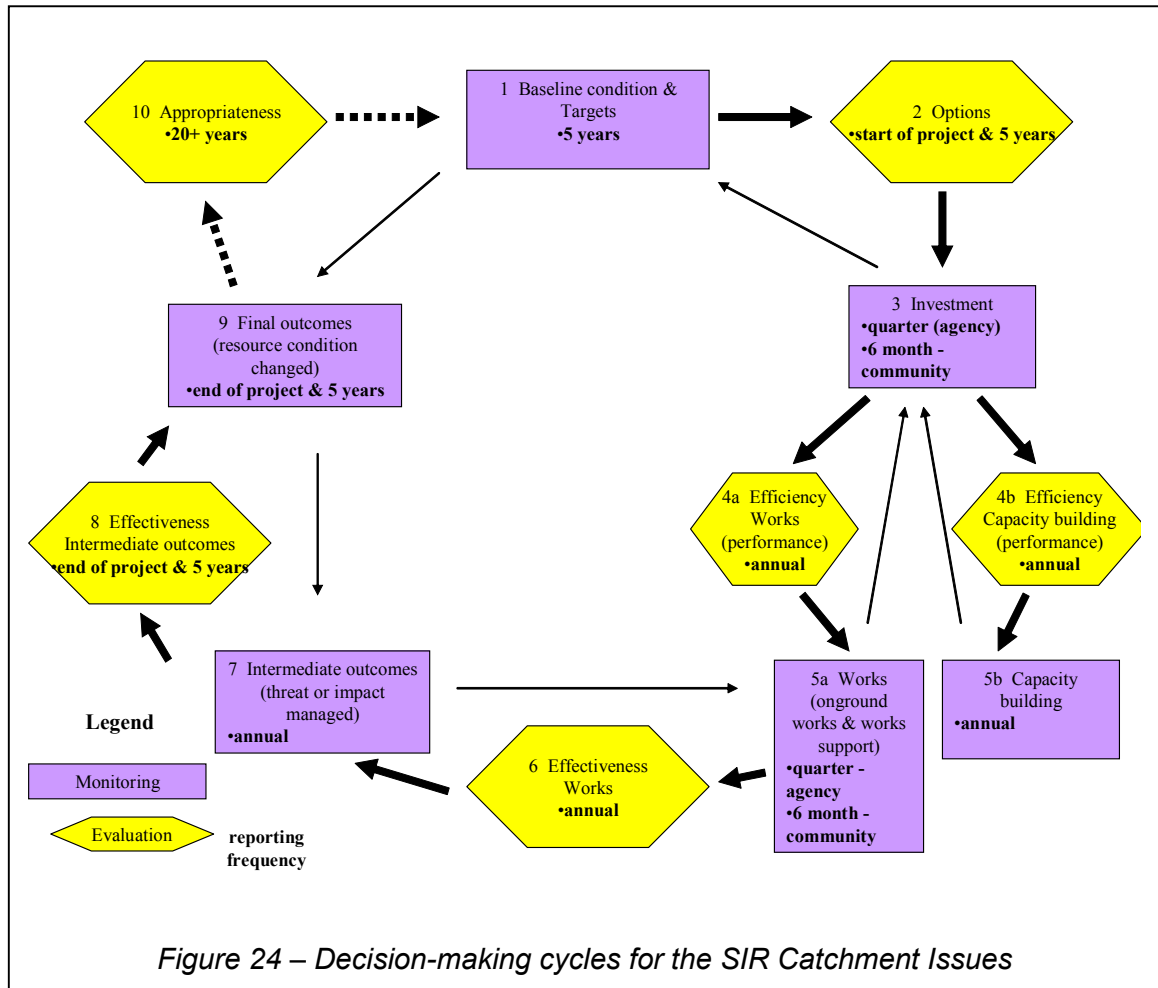 1 Baseline condition &
Targets
•5 years
2 Options
•start of project & 5 years
3 Investment
•quarter (agency)
•6 month -
community
4a Efficiency
Works
(performance)
•annual
4b Efficiency
Capacity building
(performance)
•annual
5a Works
(onground
works & works
support)
•quarter -
agency
•6 month -
community
5b Capacity
building
•annual
6 Effectiveness
Works
•annual
7 Intermediate outcomes
(threat or impact
managed)
•annual
8 Effectiveness
Intermediate outcomes
•end of project & 5 years
9 Final outcomes
(resource condition
changed)
•end of project & 5 years
10 Appropriateness
•20+ years
Legend
Monitoring
Evaluation
reporting
frequency
Figure 24 – Decision-making cycles for the SIR Catchment Issues